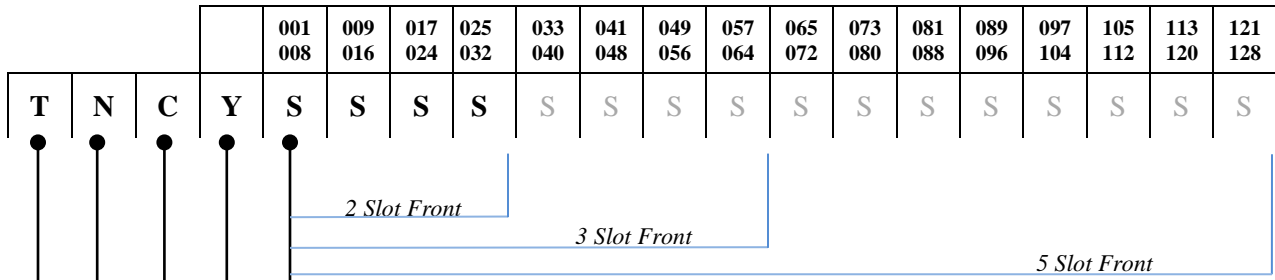 001 009 017 025 033 041 049 057 065 073 081 089 097 105 113 121
008 016 024 032 040 048 056 064 072 080 088 096 104 112 120 128
T N C Y S S S S S S S S S S S S S S S S
2 Slot Front
3 Slot Front
5 Slot Front